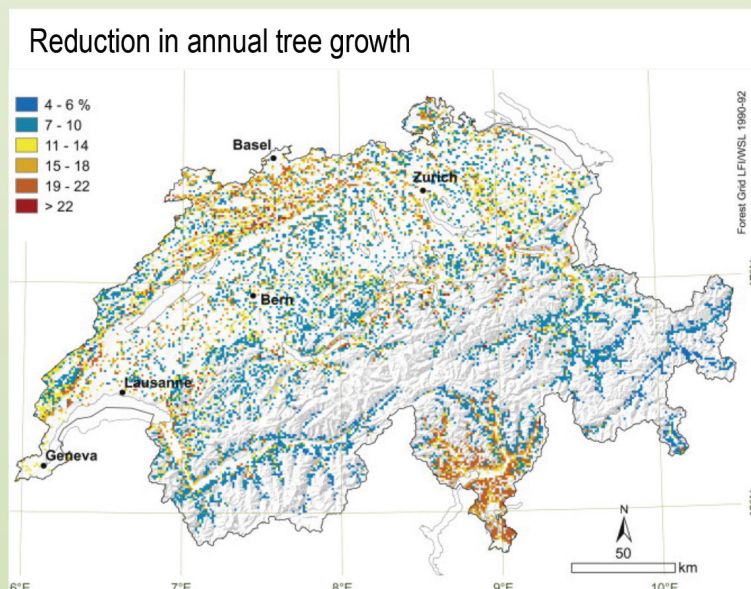 Reduction in annual tree growth
4 - 6 %
7 - 10
11 - 14
15 - 18
19 - 22
> 22
Basel
Zurich
Bern
Lausanne
Geneva
Forest Grid LFI/WSL 1990-92
N
50
km
6°E
7°E
8°E
9°E
10°E